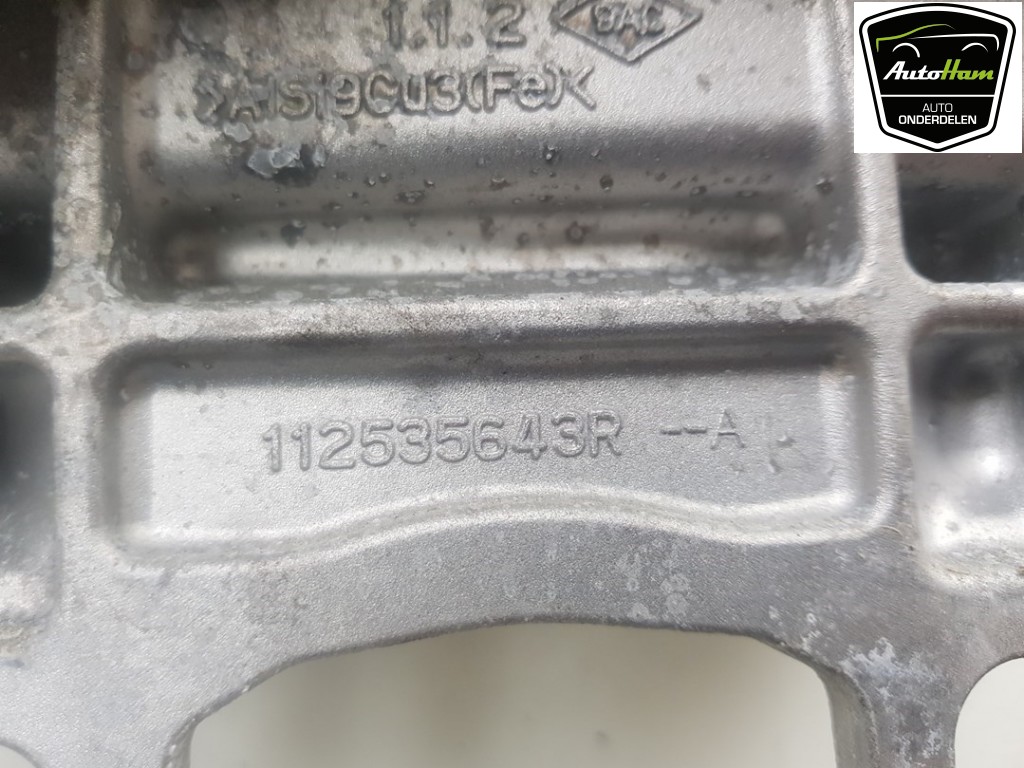 1.1.2
>AlSi9Cu3(Fe)<
112535643R --A
AutoHam
AUTO
ONDERDELEN